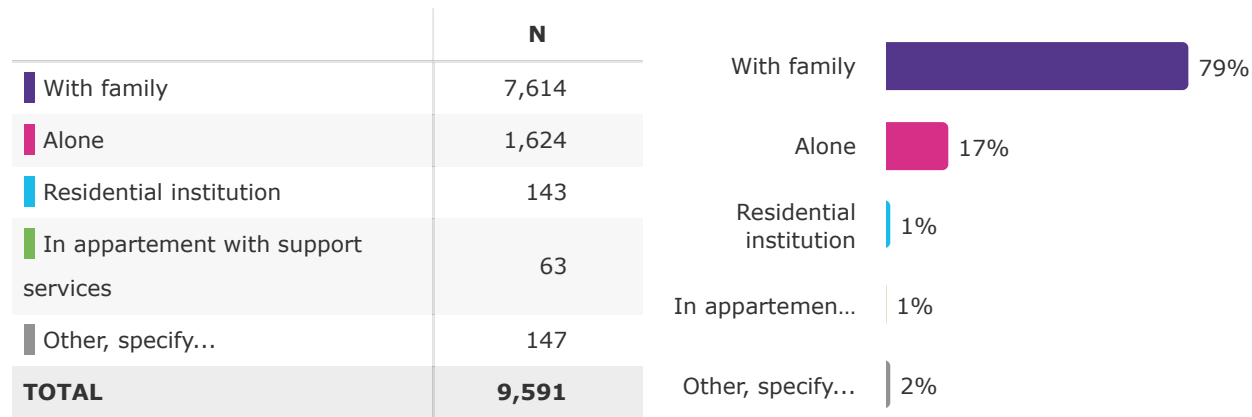 N
With family 7,614
Alone 1,624
Residential institution 143
In appartement with support
services
63
Other, specify... 147
TOTAL 9,591
With family 79%
Alone 17%
Residential
institution 1%
In appartemen... 1%
Other, specify... 2%